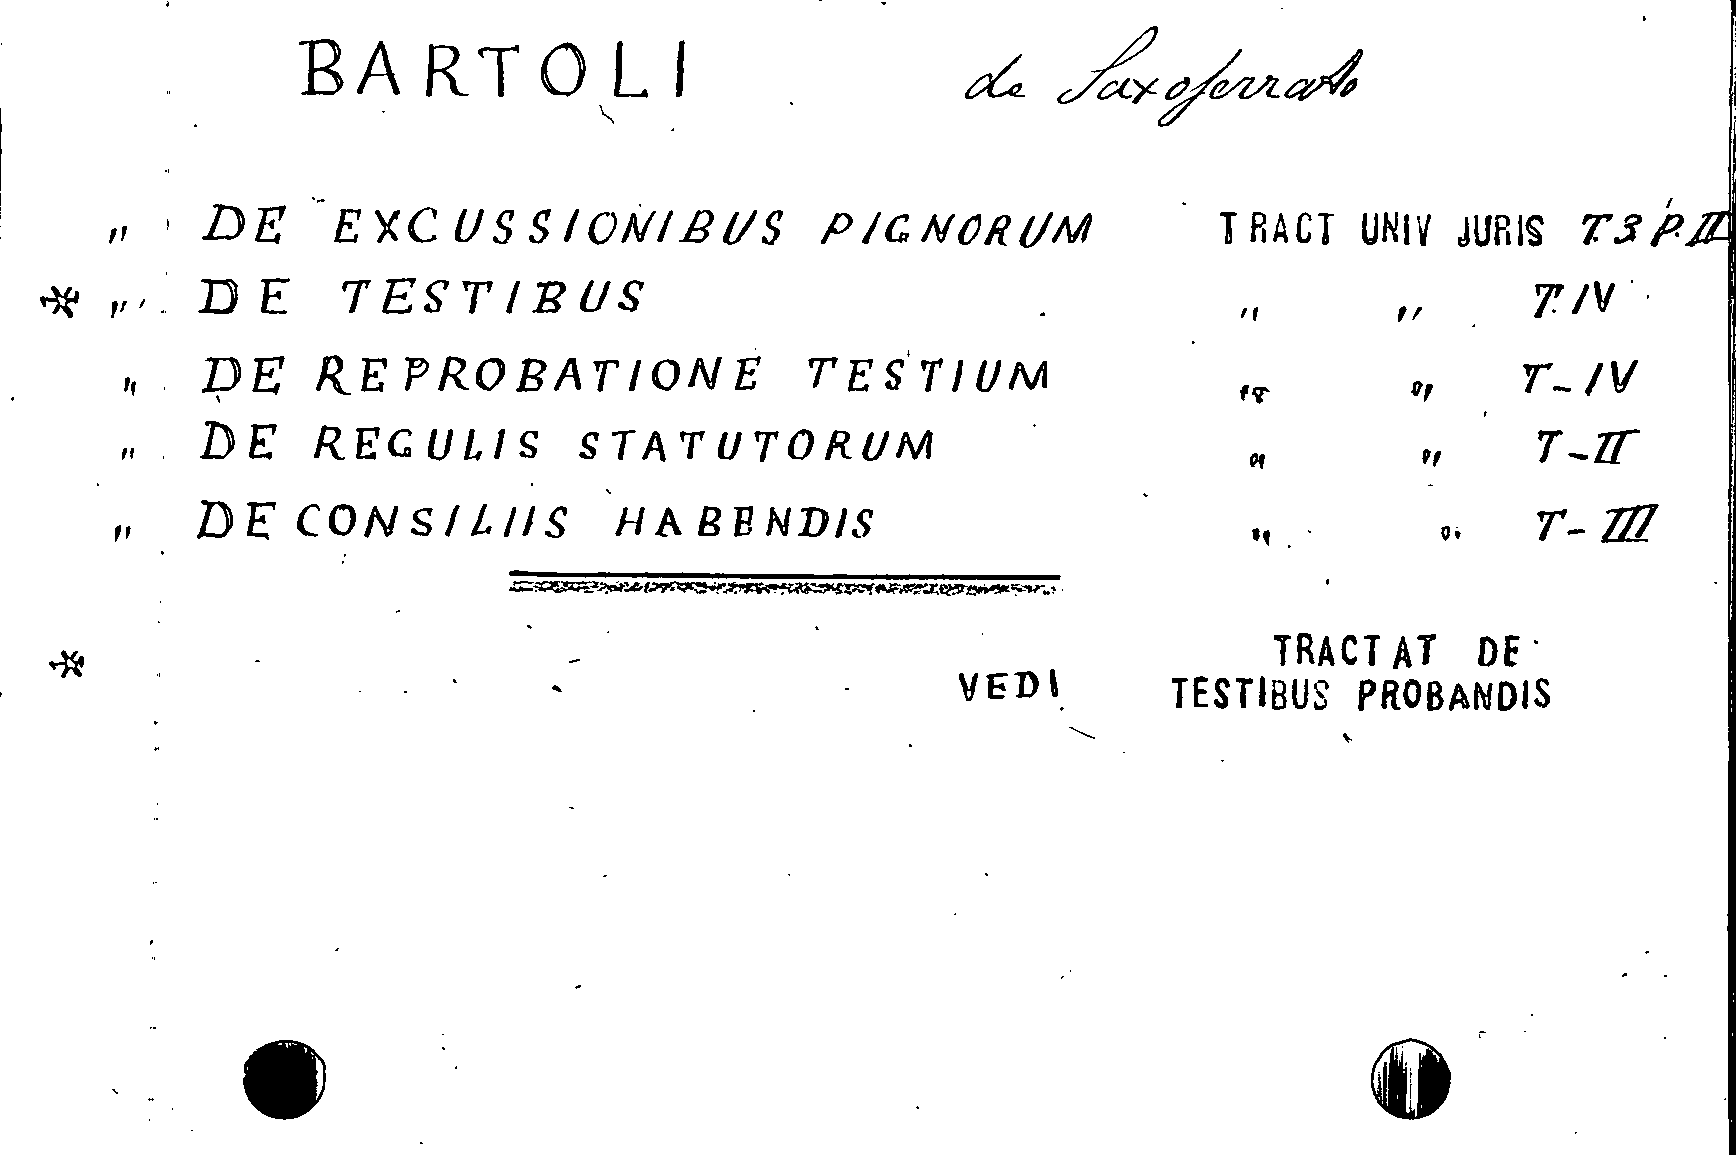 BARTOLI de Saxoferrato
" DE EXCUSSIONIBUS PIGNORUM TRACT UNIV JURIS T.3 P.II
* " DE TESTIBUS " " T.IV
" DE REPROBATIONE TESTIUM " " T-IV
" DE REGULIS STATUTORUM " " T-II
" DE CONSILIIS HABENDIS " " T-III
* VEDI TRACTAT DE
TESTIBUS PROBANDIS